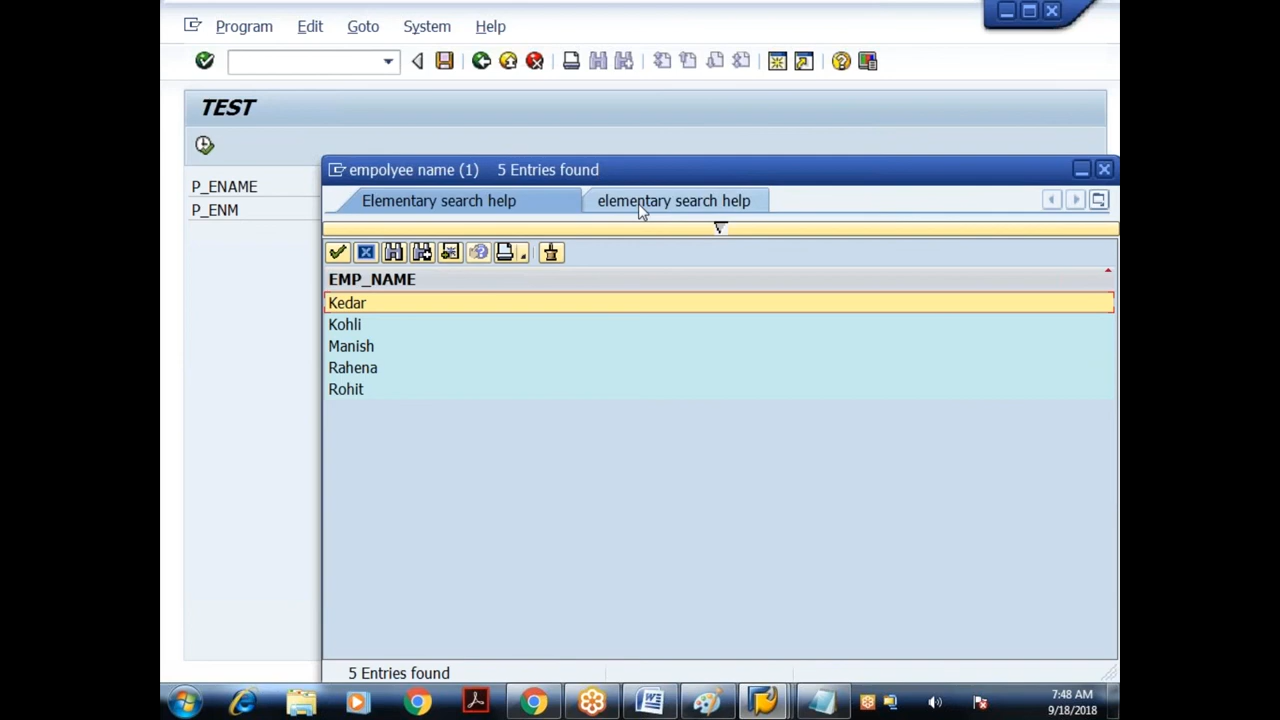 Program Edit Goto System Help
TEST
empolyee name (1) 5 Entries found
Elementary search help elementary search help
P_ENAME
P_ENM
EMP_NAME
Kedar
Kohli
Manish
Rahena
Rohit
5 Entries found
7:48 AM
9/18/2018